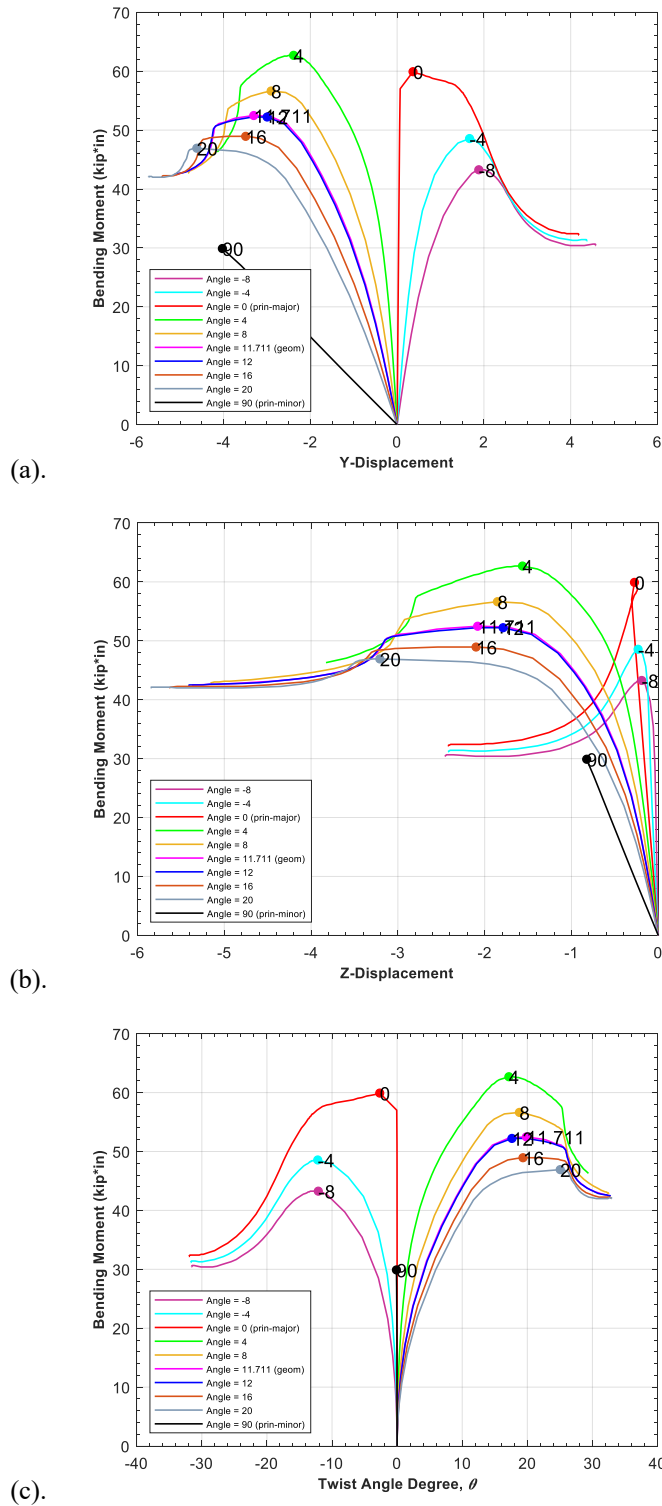 70
60
50
40
30
20
10
0
Bending Moment (kip*in)
4
0
8
11.711
12
-4
16
20
-8
90
Angle = -8
Angle = -4
Angle = 0 (prin-major)
Angle = 4
Angle = 8
Angle = 11.711 (geom)
Angle = 12
Angle = 16
Angle = 20
Angle = 90 (prin-minor)
-6 -4 -2 0 2 4 6
Y-Displacement
(a).
70
60
50
40
30
20
10
0
Bending Moment (kip*in)
4
0
8
11.711
12
16
-4
20
-8
90
Angle = -8
Angle = -4
Angle = 0 (prin-major)
Angle = 4
Angle = 8
Angle = 11.711 (geom)
Angle = 12
Angle = 16
Angle = 20
Angle = 90 (prin-minor)
-6 -5 -4 -3 -2 -1 0
Z-Displacement
(b).
70
60
50
40
30
20
10
0
Bending Moment (kip*in)
4
0
8
12
11.711
-4
16
20
-8
90
Angle = -8
Angle = -4
Angle = 0 (prin-major)
Angle = 4
Angle = 8
Angle = 11.711 (geom)
Angle = 12
Angle = 16
Angle = 20
Angle = 90 (prin-minor)
-40 -30 -20 -10 0 10 20 30 40
Twist Angle Degree, θ
(c).